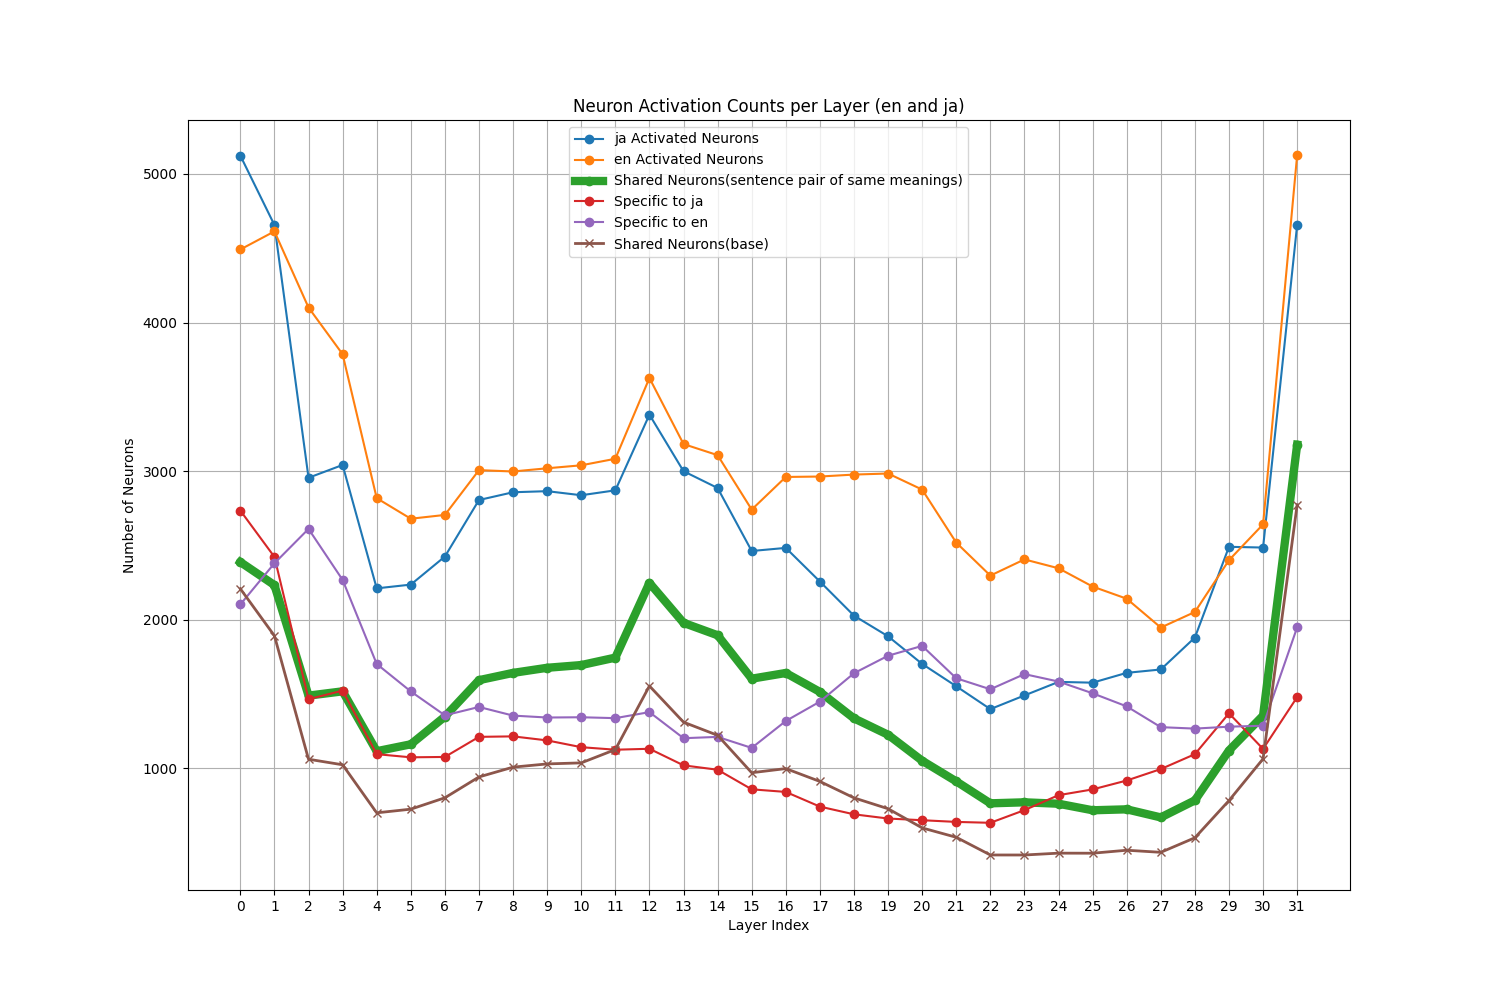 Neuron Activation Counts per Layer (en and ja)
ja Activated Neurons
en Activated Neurons
Shared Neurons(sentence pair of same meanings)
Specific to ja
Specific to en
Shared Neurons(base)
Number of Neurons
5000
4000
3000
2000
1000
0 1 2 3 4 5 6 7 8 9 10 11 12 13 14 15 16 17 18 19 20 21 22 23 24 25 26 27 28 29 30 31
Layer Index